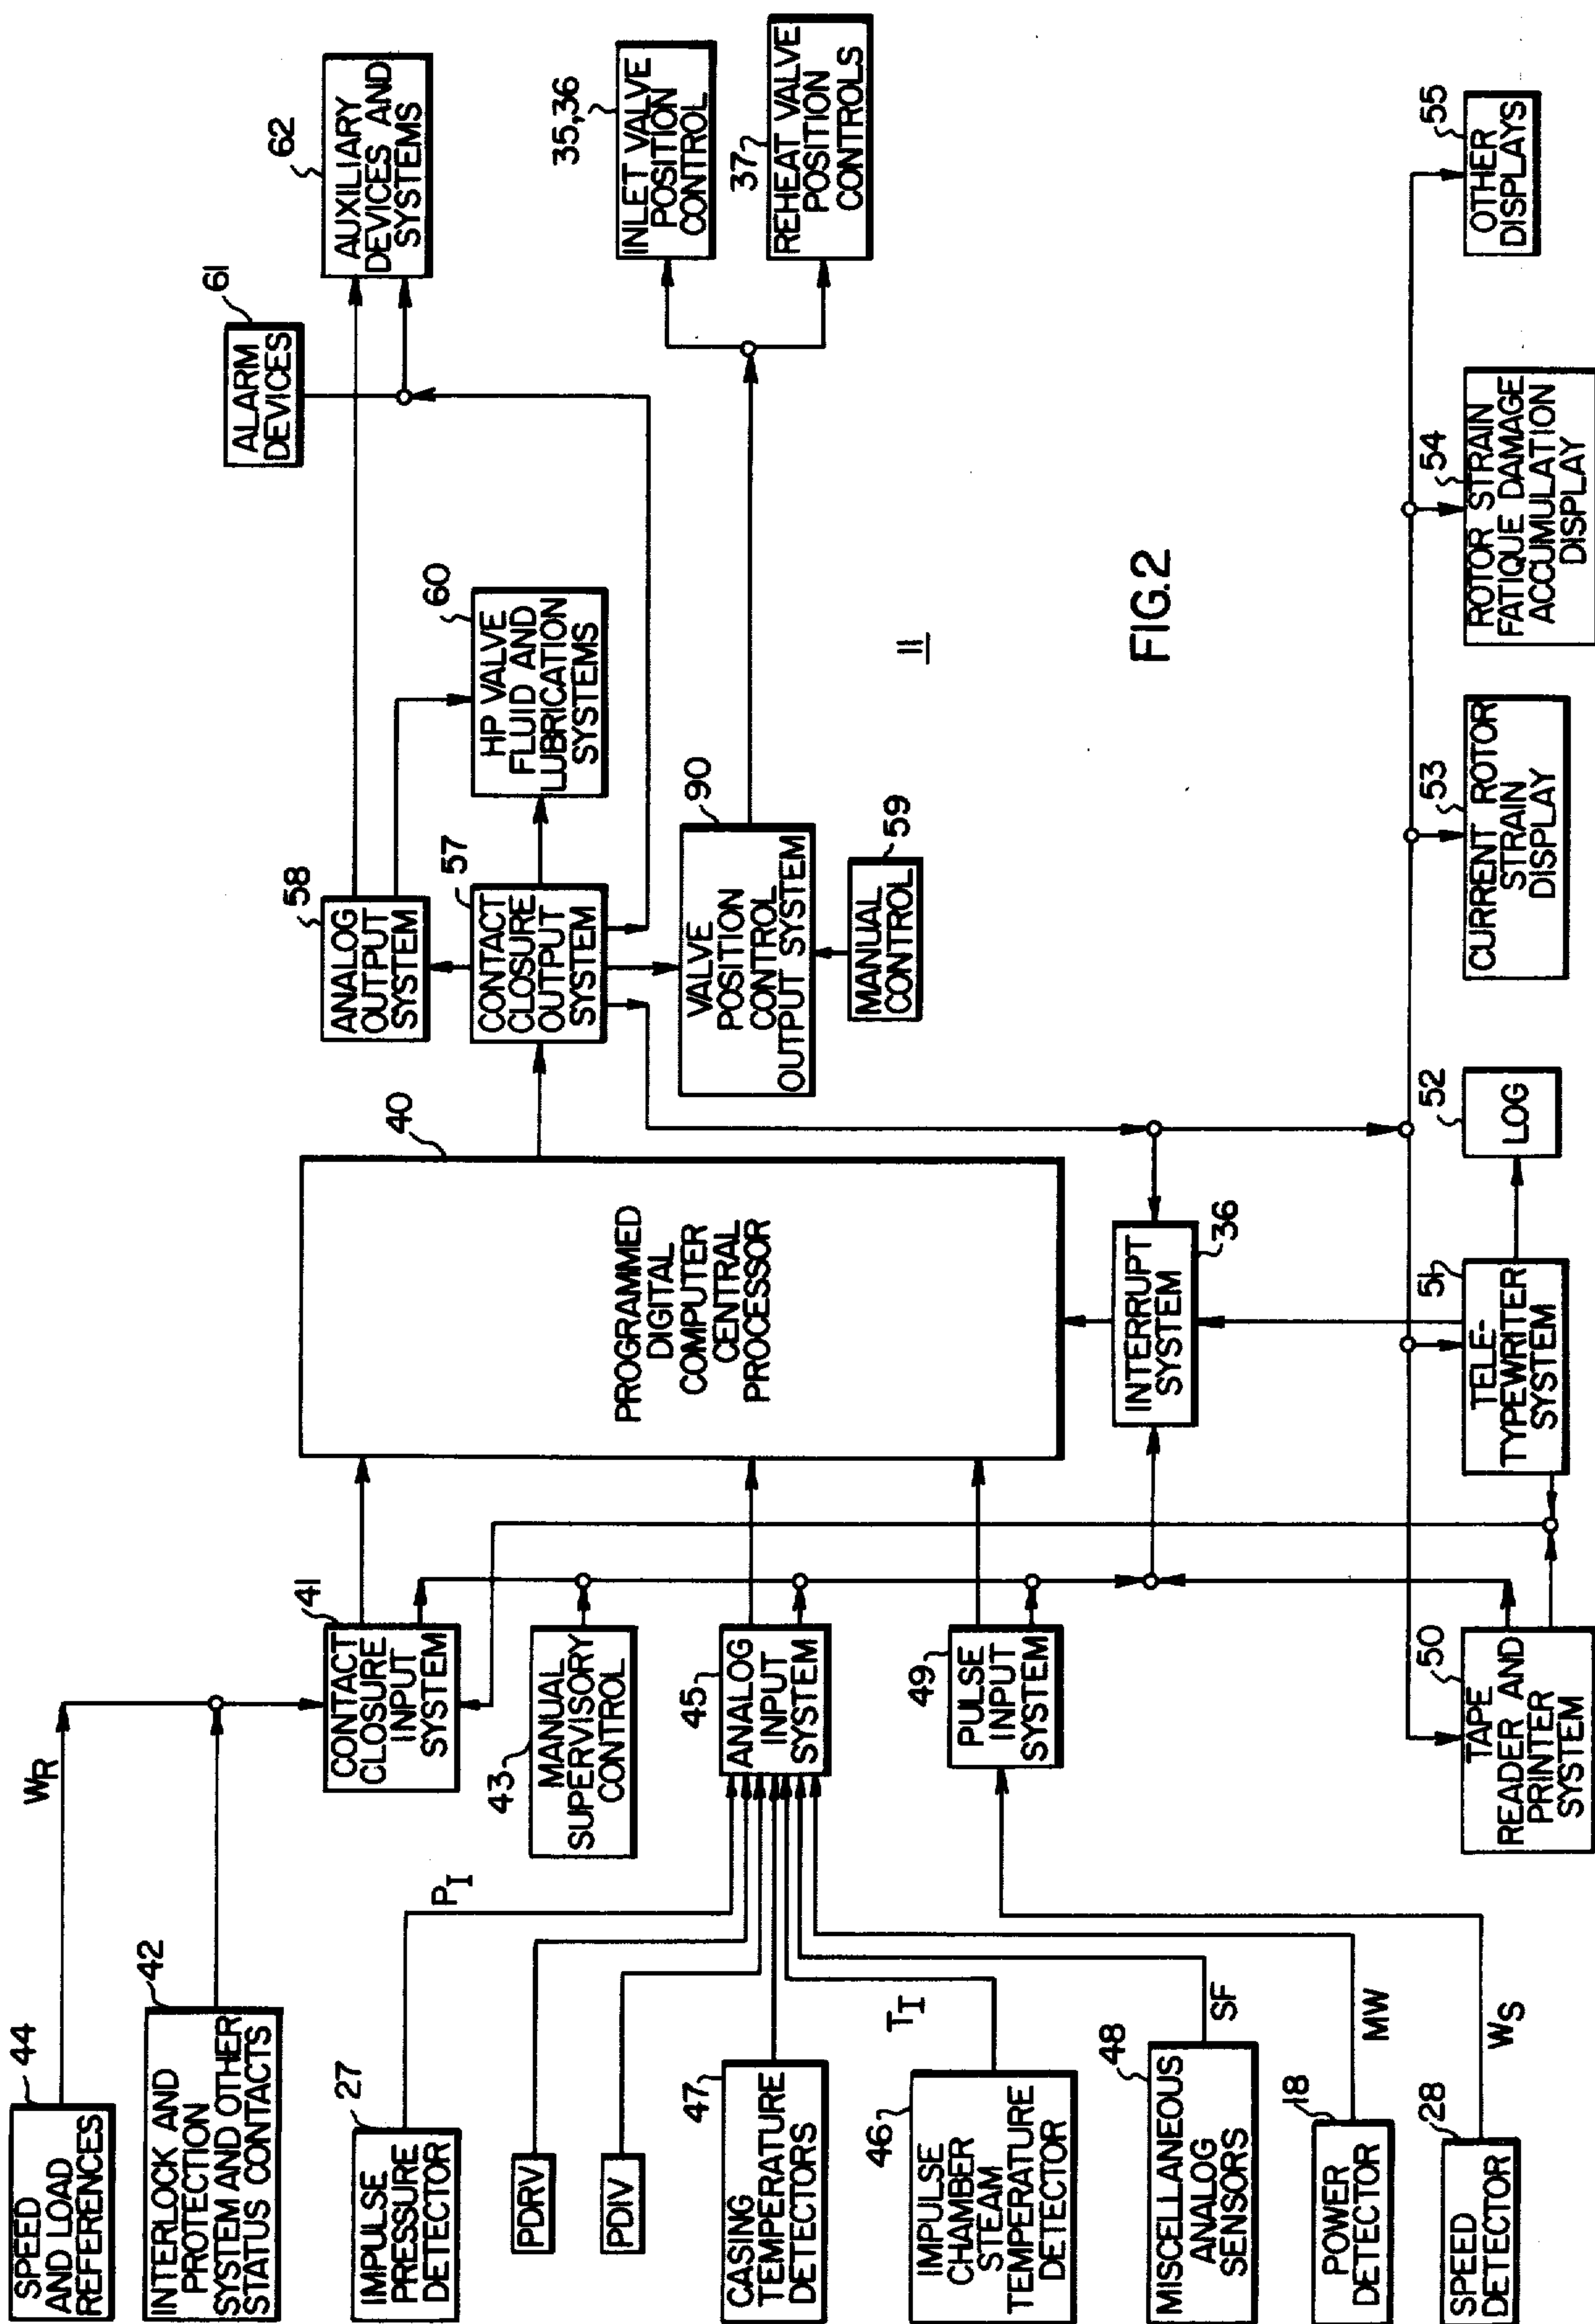 44
SPEED
AND LOAD
REFERENCES
WR
42
INTERLOCK AND
PROTECTION
SYSTEM AND OTHER
STATUS CONTACTS
27
IMPULSE
PRESSURE
DETECTOR
PI
PDRV
PDIV
47
CASING
TEMPERATURE
DETECTORS
46
IMPULSE
CHAMBER
STEAM
TEMPERATURE
DETECTOR
TI
48
MISCELLANEOUS
ANALOG
SENSORS
SF
18
POWER
DETECTOR
MW
28
SPEED
DETECTOR
WS
41
CONTACT
CLOSURE
INPUT
SYSTEM
43
MANUAL
SUPERVISORY
CONTROL
45
ANALOG
INPUT
SYSTEM
49
PULSE
INPUT
SYSTEM
50
TAPE
READER AND
PRINTER
SYSTEM
40
PROGRAMMED
DIGITAL
COMPUTER
CENTRAL
PROCESSOR
INTERRUPT
SYSTEM
36
51
TELE-
TYPEWRITER
SYSTEM
52
LOG
58
ANALOG
OUTPUT
SYSTEM
57
CONTACT
CLOSURE
OUTPUT
SYSTEM
90
VALVE
POSITION
CONTROL
OUTPUT SYSTEM
59
MANUAL
CONTROL
60
HP VALVE
FLUID AND
LUBRICATION
SYSTEMS
61
ALARM
DEVICES
62
AUXILIARY
DEVICES AND
SYSTEMS
35,36
INLET VALVE
POSITION
CONTROL
37
REHEAT VALVE
POSITION
CONTROLS
11
FIG.2
53
CURRENT ROTOR
STRAIN
DISPLAY
54
ROTOR STRAIN
FATIQUE DAMAGE
ACCUMULATION
DISPLAY
55
OTHER
DISPLAYS